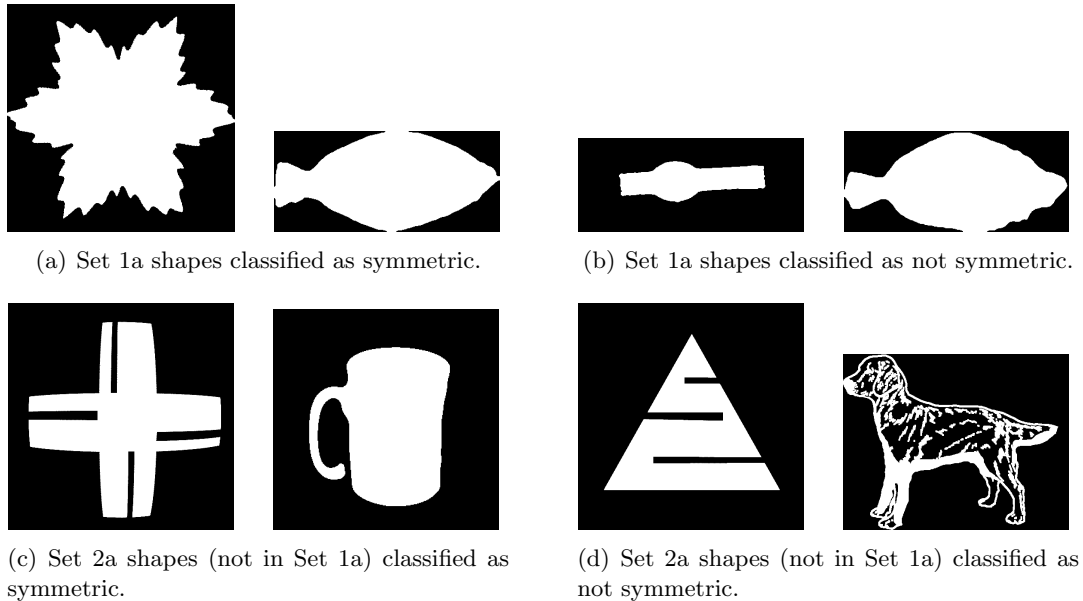 (a) Set 1a shapes classified as symmetric.
(b) Set 1a shapes classified as not symmetric.
(c) Set 2a shapes (not in Set 1a) classified as
symmetric.
(d) Set 2a shapes (not in Set 1a) classified as
not symmetric.